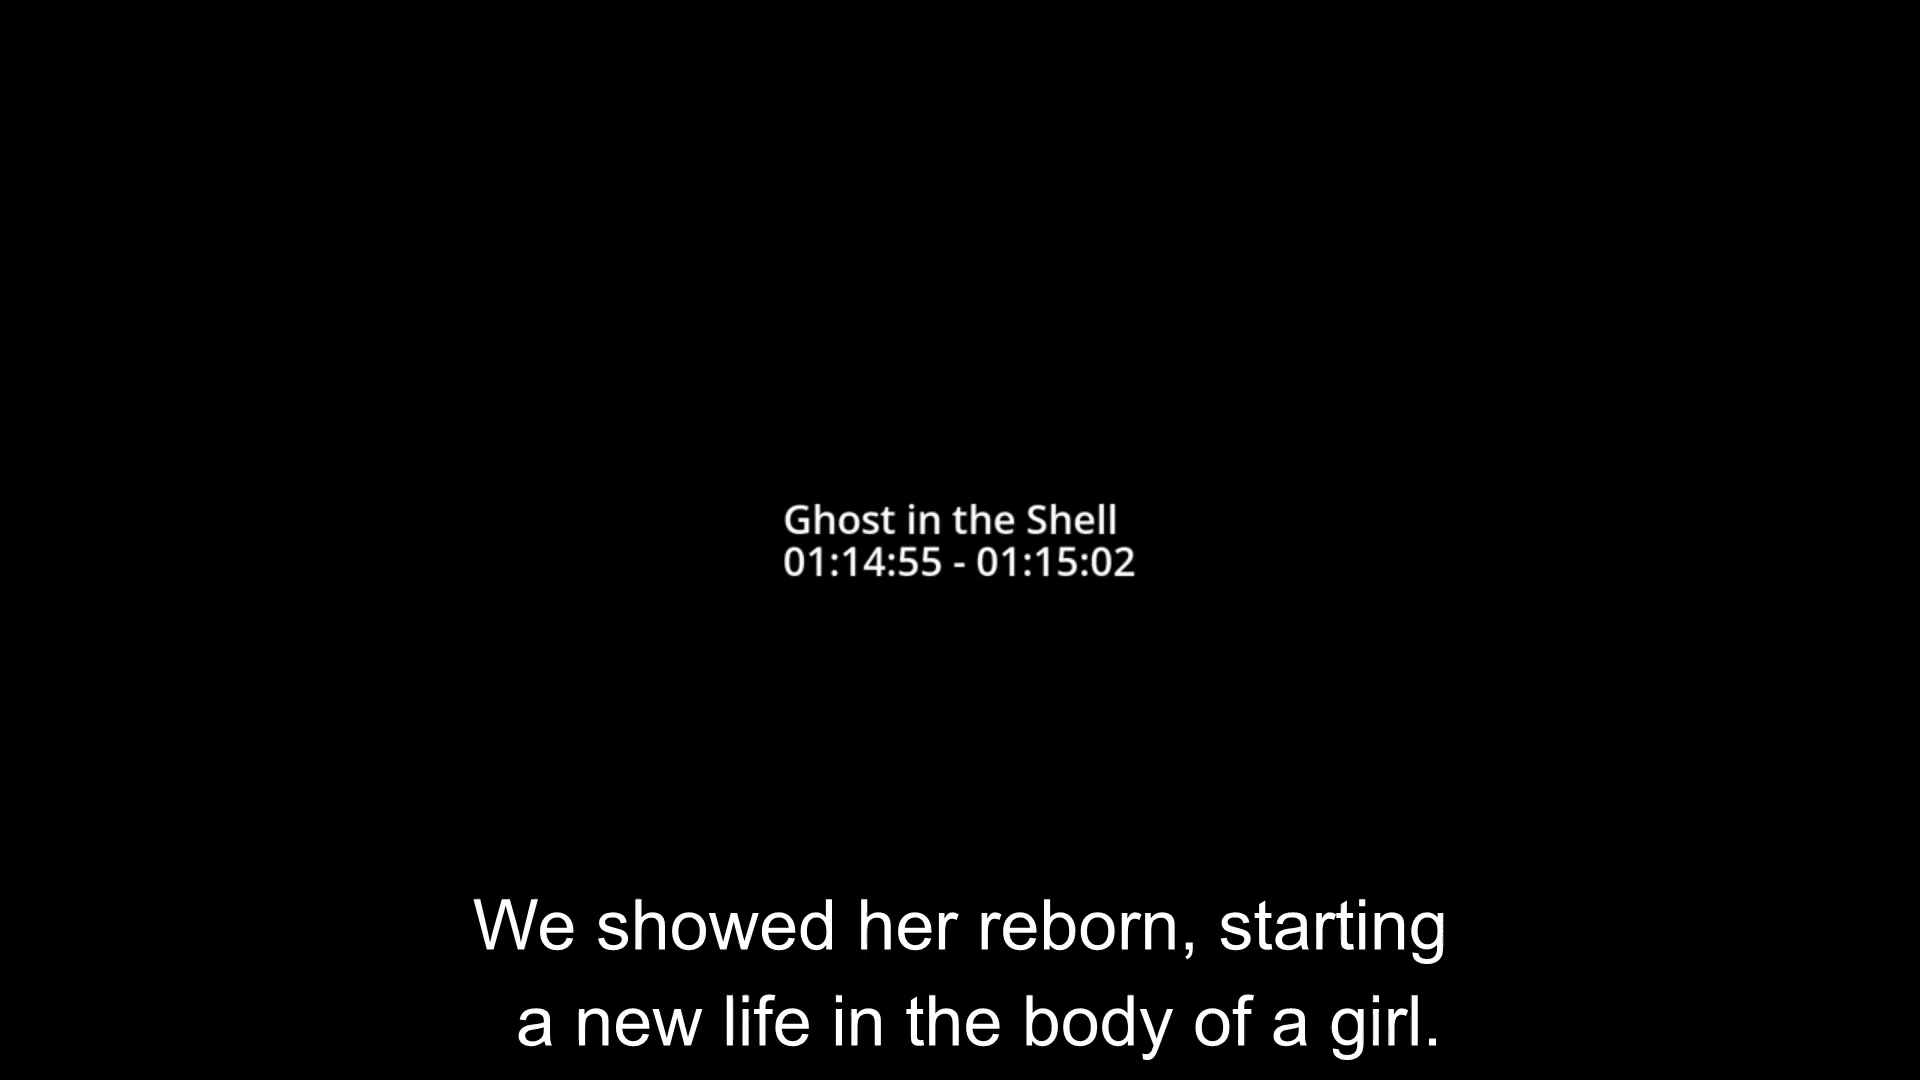 Ghost in the Shell
01:14:55 - 01:15:02
We showed her reborn, starting
a new life in the body of a girl.